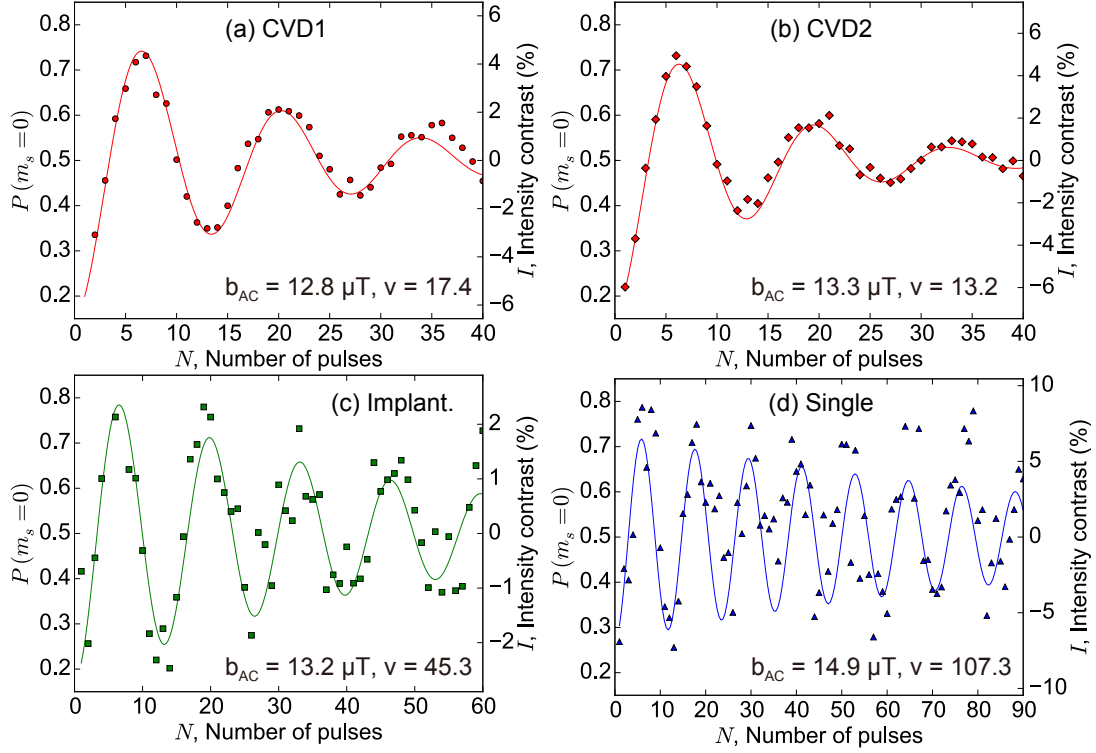 (a) CVD1
P (m_s = 0)
0.8
0.7
0.6
0.5
0.4
0.3
0.2
6
4
2
0
−2
−4
−6
I, Intensity contrast (%)
b_AC = 12.8 μT, v = 17.4
0 5 10 15 20 25 30 35 40
N, Number of pulses
(b) CVD2
P (m_s = 0)
0.8
0.7
0.6
0.5
0.4
0.3
0.2
6
4
2
0
−2
−4
−6
I, Intensity contrast (%)
b_AC = 13.3 μT, v = 13.2
0 5 10 15 20 25 30 35 40
N, Number of pulses
(c) Implant.
P (m_s = 0)
0.8
0.7
0.6
0.5
0.4
0.3
0.2
2
1
0
−1
−2
I, Intensity contrast (%)
b_AC = 13.2 μT, v = 45.3
0 10 20 30 40 50 60
N, Number of pulses
(d) Single
P (m_s = 0)
0.8
0.7
0.6
0.5
0.4
0.3
0.2
10
5
0
−5
−10
I, Intensity contrast (%)
b_AC = 14.9 μT, v = 107.3
0 10 20 30 40 50 60 70 80 90
N, Number of pulses